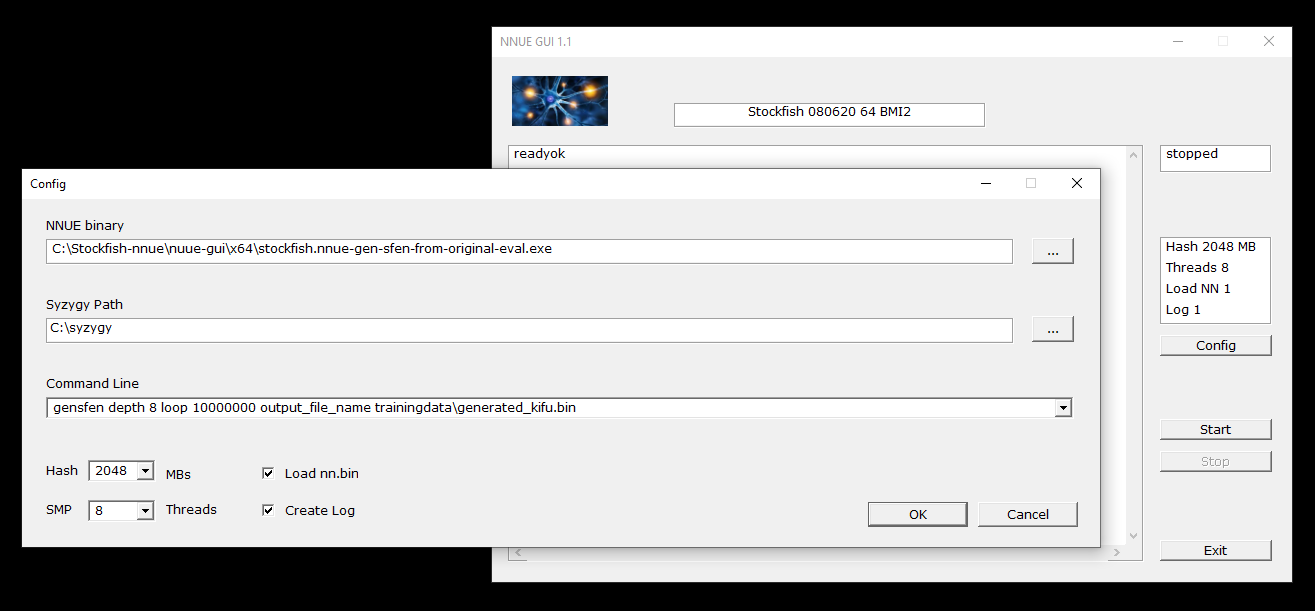 NNUE GUI 1.1
Stockfish 080620 64 BMI2
readyok
stopped
Hash 2048 MB
Threads 8
Load NN 1
Log 1
Config
Start
Stop
Exit
Config
NNUE binary
C:\Stockfish-nnue\nuue-gui\x64\stockfish.nnue-gen-sfen-from-original-eval.exe
...
Syzygy Path
C:\syzygy
...
Command Line
gensfen depth 8 loop 10000000 output_file_name trainingdata\generated_kifu.bin
Hash 2048 MBs
Load nn.bin
SMP 8 Threads
Create Log
OK
Cancel